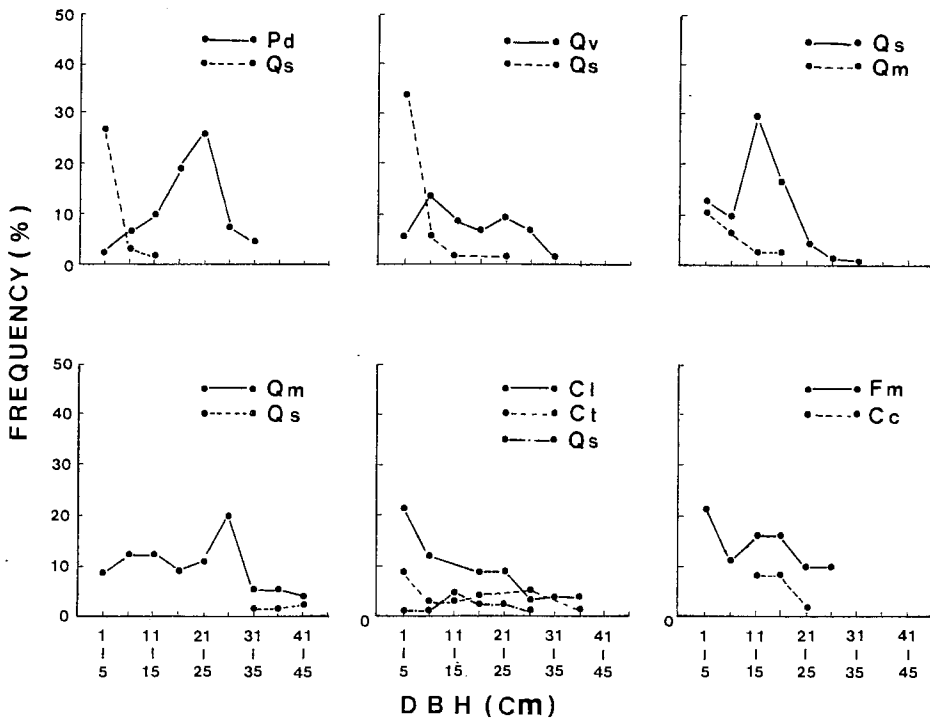 50
40
30
20
10
0
Pd
Qs
Qv
Qs
Qs
Qm
FREQUENCY (%)
50
40
30
20
10
0
Qm
Qs
Cl
Ct
Qs
Fm
Cc
0
0
1 11 21 31 41
| | | | |
5 15 25 35 45
1 11 21 31 41
| | | | |
5 15 25 35 45
1 11 21 31 41
| | | | |
5 15 25 35 45
DBH (Cm)